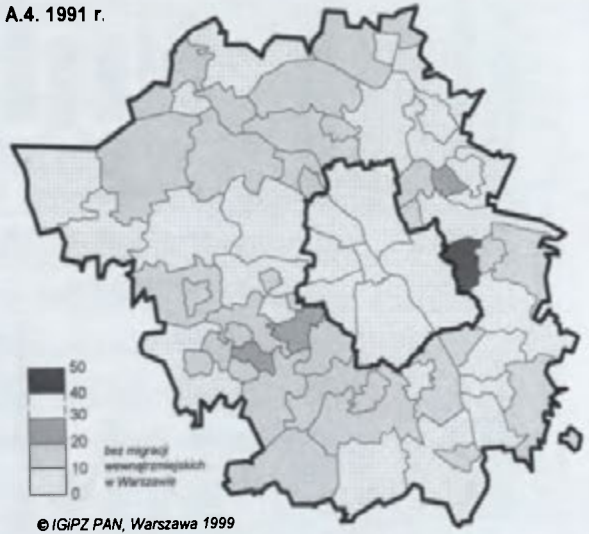 A.4. 1991 r.
50
40
30
20
10
0
bez migracji
wewnątrzmiejskich
w Warszawie
© IGiPZ PAN, Warszawa 1999